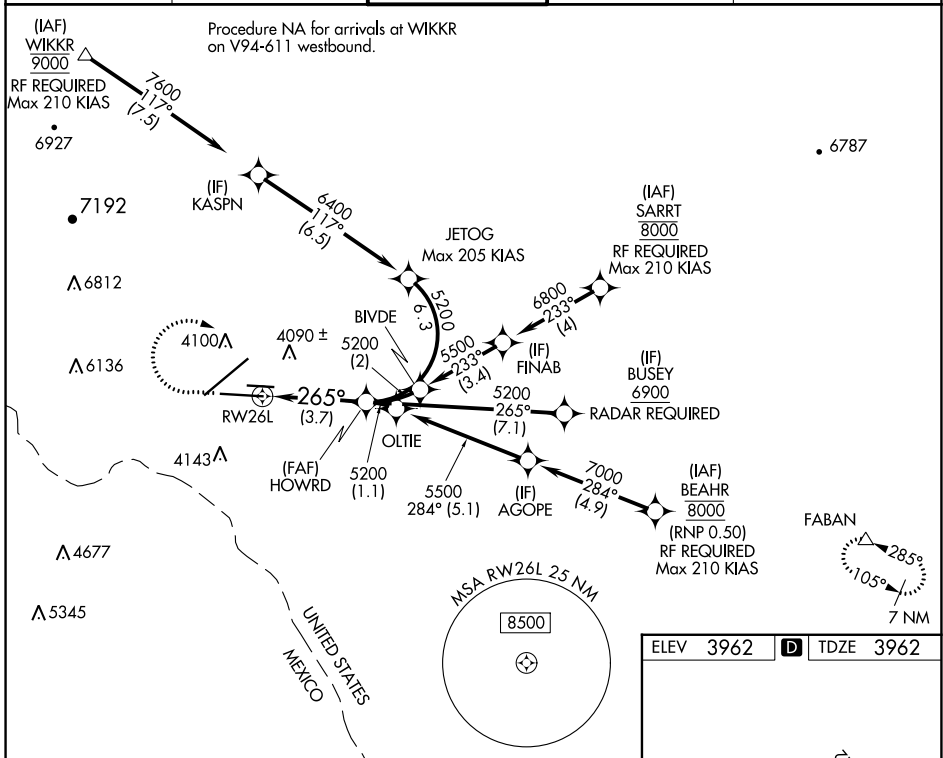 Procedure NA for arrivals at WIKKR
on V94-611 westbound.
(IAF)
WIKKR
9000
RF REQUIRED
Max 210 KIAS
7600
117°
(7.5)
6927
6787
(IF)
KASPN
7192
6400
117°
(6.5)
(IAF)
SARRT
8000
RF REQUIRED
Max 210 KIAS
JETOG
Max 205 KIAS
6812
5200
6.3
6800
233°
(4)
BIVDE
4100
4090 ±
5200
(2)
5500
233°
(3.4)
(IF)
FINAB
6136
(IF)
BUSEY
6900
RADAR REQUIRED
5200
265°
(7.1)
RW26L
265°
(3.7)
OLTIE
4143
(FAF)
HOWRD
5200
(1.1)
5500
284° (5.1)
(IF)
AGOPE
7000
284°
(4.9)
(IAF)
BEAHR
8000
(RNP 0.50)
RF REQUIRED
Max 210 KIAS
FABAN
285°
105°
7 NM
4677
5345
UNITED STATES
MEXICO
MSA RW26L 25 NM
8500
ELEV 3962 D TDZE 3962